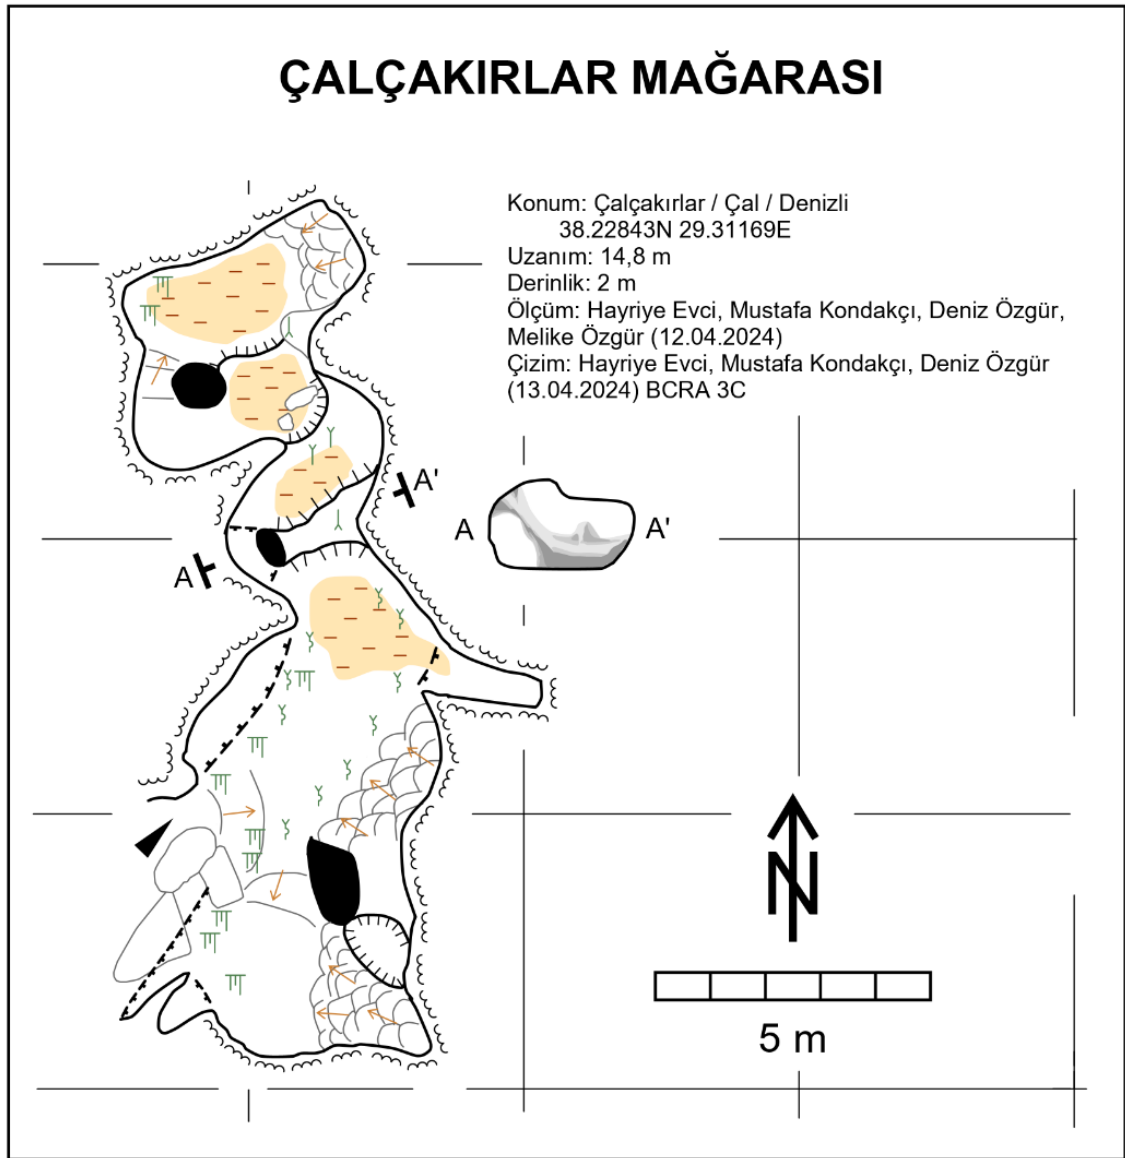 ÇALÇAKIRLAR MAĞARASI
Konum: Çalçakırlar / Çal / Denizli
38.22843N 29.31169E
Uzanım: 14,8 m
Derinlik: 2 m
Ölçüm: Hayriye Evci, Mustafa Kondakçı, Deniz Özgür,
Melike Özgür (12.04.2024)
Çizim: Hayriye Evci, Mustafa Kondakçı, Deniz Özgür
(13.04.2024) BCRA 3C
A'
A
A
A'
N
5 m